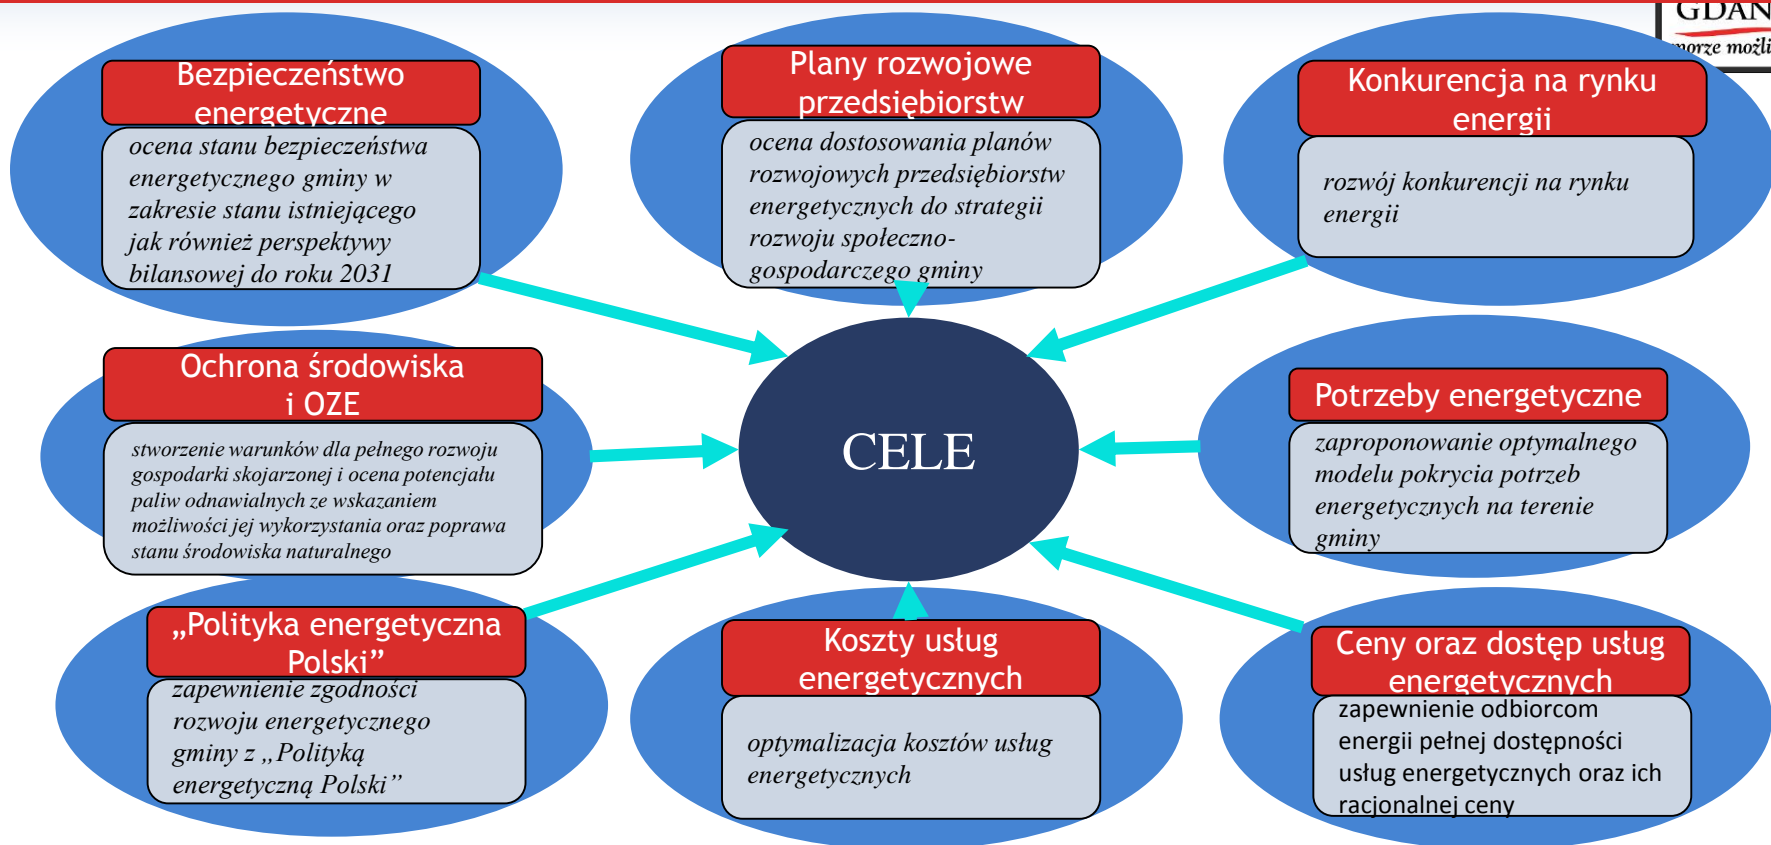 GDAŃ
morze możli
Bezpieczeństwo
energetyczne
ocena stanu bezpieczeństwa
energetycznego gminy w
zakresie stanu istniejącego
jak również perspektywy
bilansowej do roku 2031
Plany rozwojowe
przedsiębiorstw
ocena dostosowania planów
rozwojowych przedsiębiorstw
energetycznych do strategii
rozwoju społeczno-
gospodarczego gminy
Konkurencja na rynku
energii
rozwój konkurencji na rynku
energii
Ochrona środowiska
i OZE
stworzenie warunków dla pełnego rozwoju
gospodarki skojarzonej i ocena potencjału
paliw odnawialnych ze wskazaniem
możliwości jej wykorzystania oraz poprawa
stanu środowiska naturalnego
CELE
Potrzeby energetyczne
zaproponowanie optymalnego
modelu pokrycia potrzeb
energetycznych na terenie
gminy
„Polityka energetyczna
Polski”
zapewnienie zgodności
rozwoju energetycznego
gminy z „Polityką
energetyczną Polski”
Koszty usług
energetycznych
optymalizacja kosztów usług
energetycznych
Ceny oraz dostęp usług
energetycznych
zapewnienie odbiorcom
energii pełnej dostępności
usług energetycznych oraz ich
racjonalnej ceny